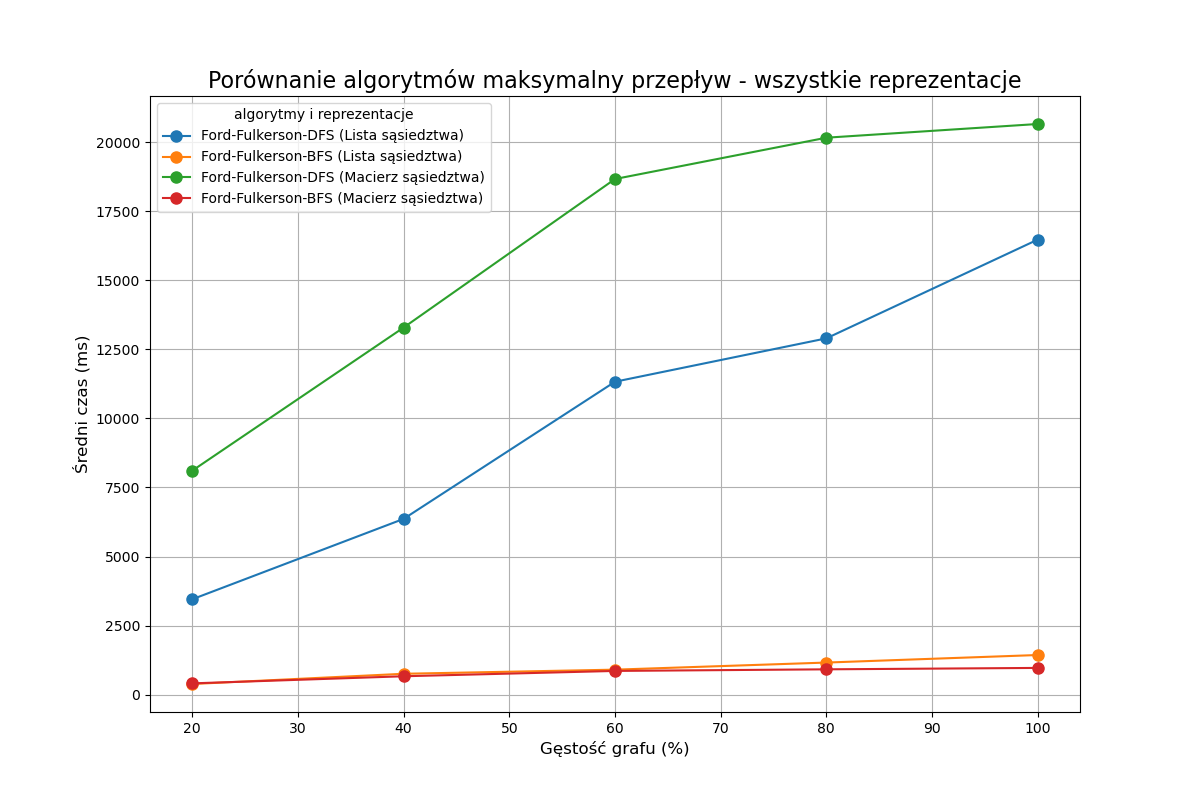 Porównanie algorytmów maksymalny przepływ - wszystkie reprezentacje
algorytmy i reprezentacje
Ford-Fulkerson-DFS (Lista sąsiedztwa)
Ford-Fulkerson-BFS (Lista sąsiedztwa)
Ford-Fulkerson-DFS (Macierz sąsiedztwa)
Ford-Fulkerson-BFS (Macierz sąsiedztwa)
Średni czas (ms)
20000
17500
15000
12500
10000
7500
5000
2500
0
20 30 40 50 60 70 80 90 100
Gęstość grafu (%)